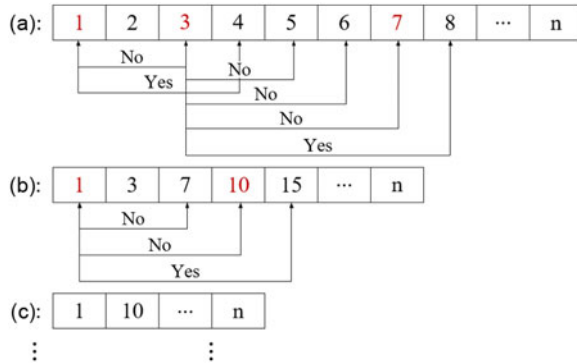 (a): 1 2 3 4 5 6 7 8 ... n
No
No
Yes
No
No
Yes
(b): 1 3 7 10 15 ... n
No
No
Yes
(c): 1 10 ... n
⋮ ⋮